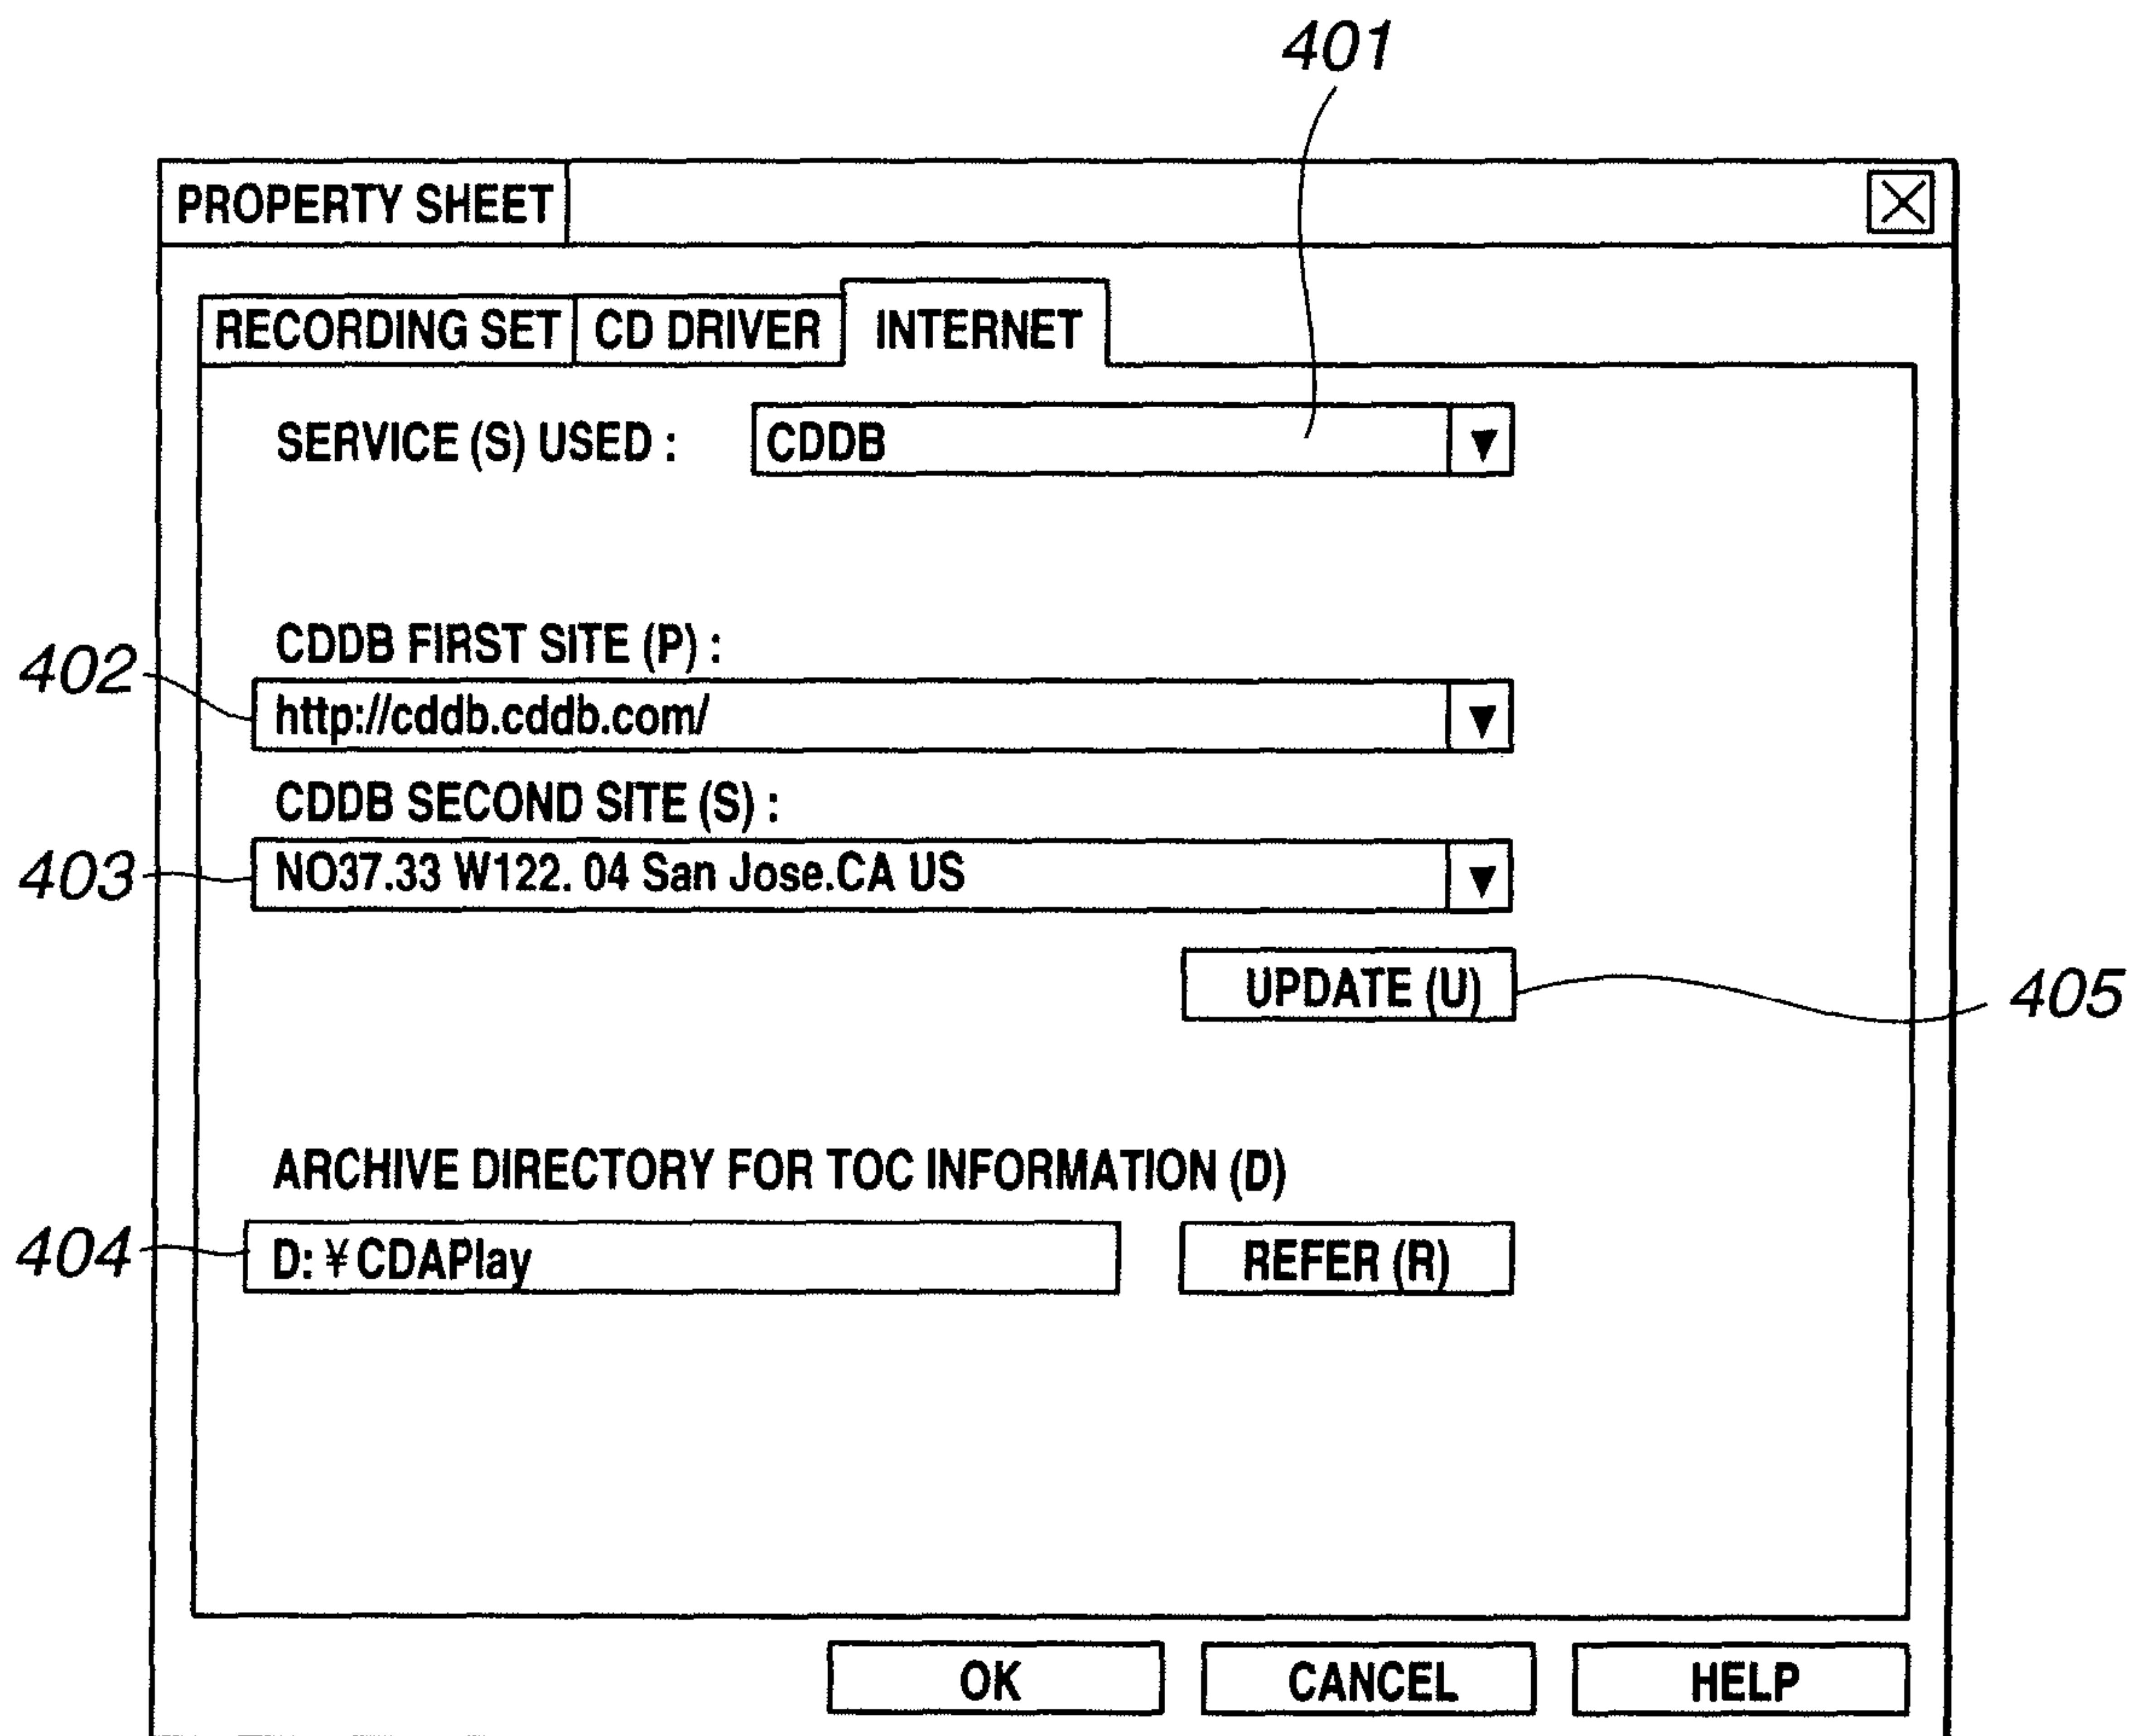 401
PROPERTY SHEET
RECORDING SET CD DRIVER INTERNET
SERVICE (S) USED : CDDB ▼
CDDB FIRST SITE (P) :
402
http://cddb.cddb.com/ ▼
CDDB SECOND SITE (S) :
403
NO37.33 W122. 04 San Jose.CA US ▼
UPDATE (U)
405
ARCHIVE DIRECTORY FOR TOC INFORMATION (D)
404
D: ¥ CDAPlay REFER (R)
OK CANCEL HELP